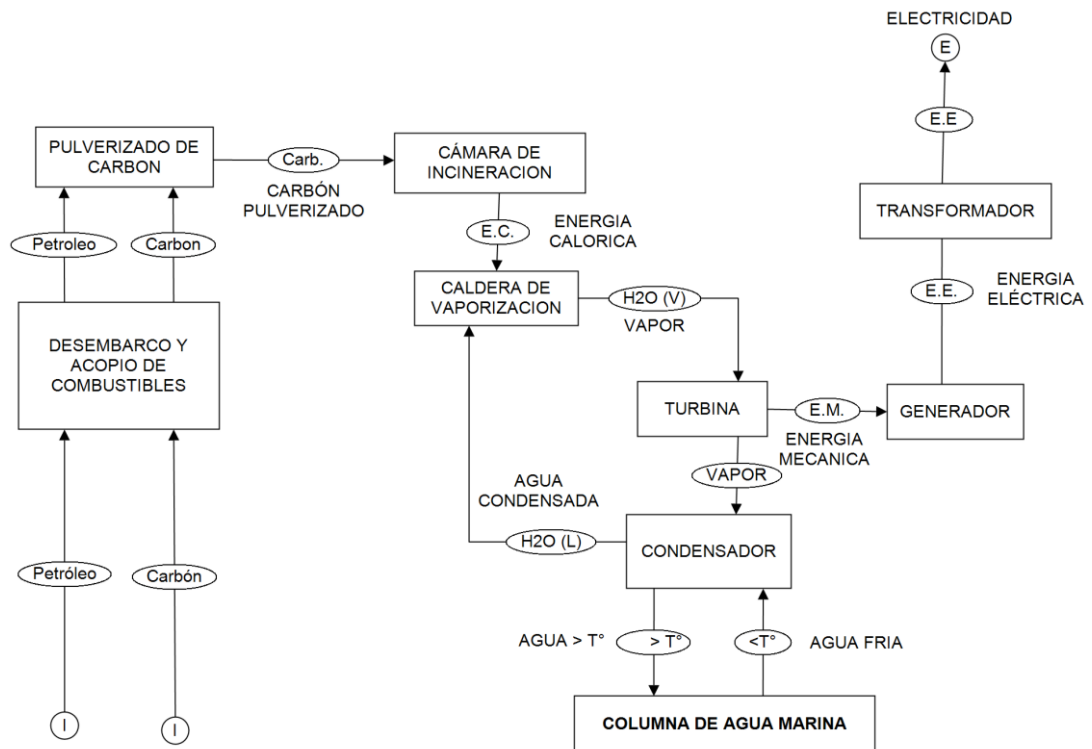 ELECTRICIDAD
E
E.E
PULVERIZADO DE
CARBON
Carb.
CARBÓN
PULVERIZADO
CÁMARA DE
INCINERACION
TRANSFORMADOR
Petroleo
Carbon
E.C.
ENERGIA
CALORICA
CALDERA DE
VAPORIZACION
H2O (V)
VAPOR
E.E.
ENERGIA
ELÉCTRICA
DESEMBARCO Y
ACOPIO DE
COMBUSTIBLES
TURBINA
E.M.
ENERGIA
MECANICA
GENERADOR
VAPOR
AGUA
CONDENSADA
H2O (L)
CONDENSADOR
Petróleo
Carbón
AGUA > T°
> T°
<T°
AGUA FRIA
COLUMNA DE AGUA MARINA
I
I